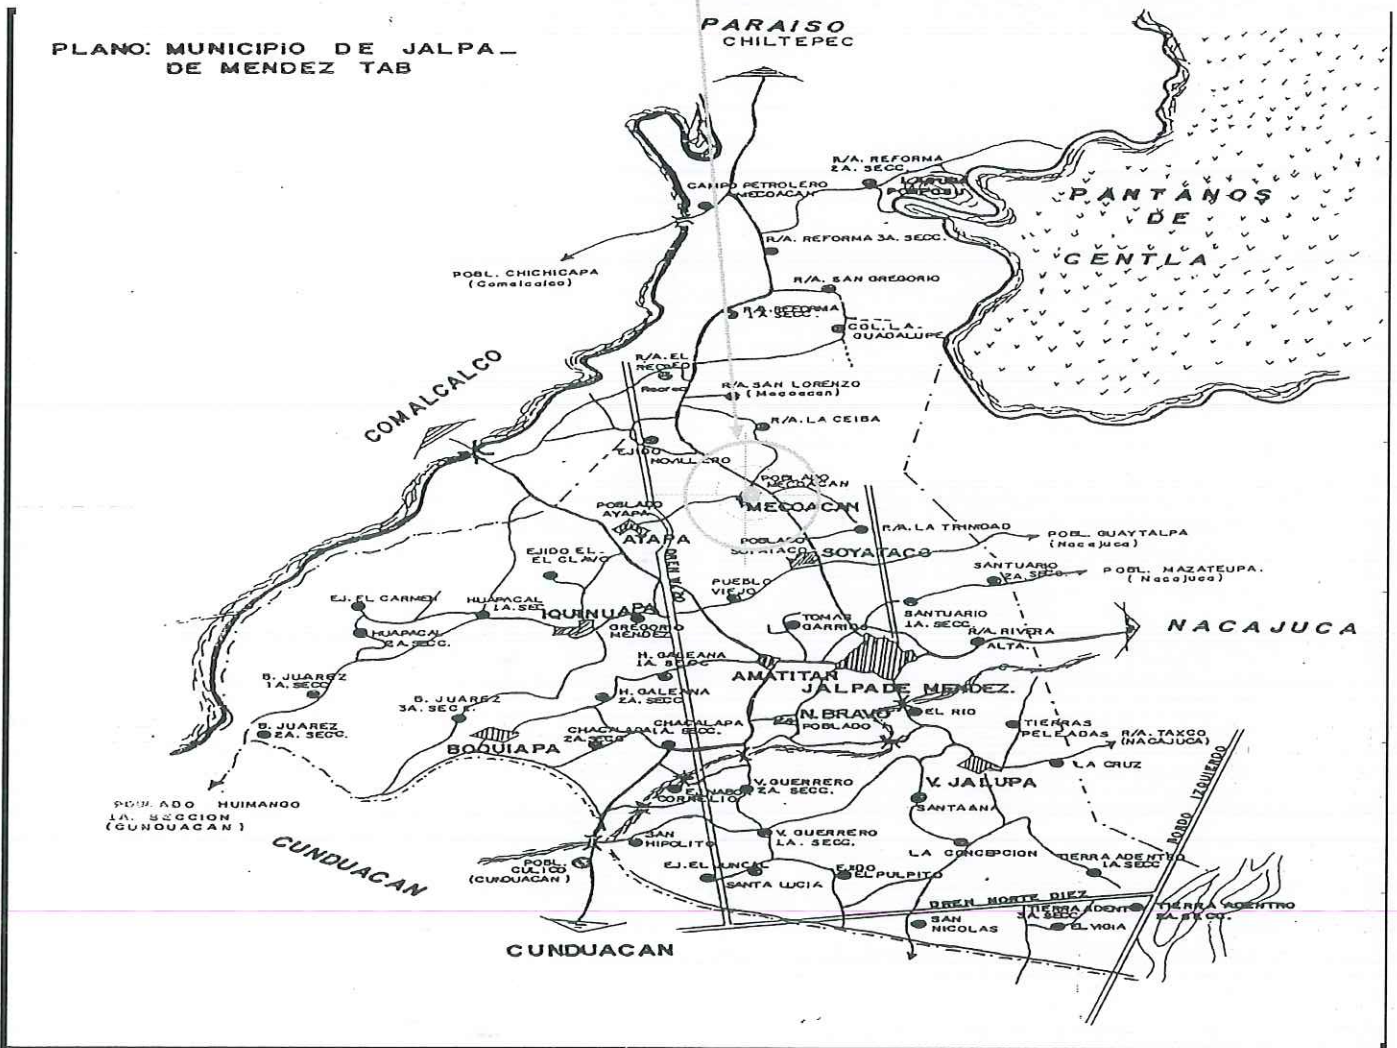 PARAISO
CHILTEPEC
PLANO: MUNICIPIO DE JALPA_
DE MENDEZ TAB
R/A. REFORMA
2A. SECC.
CAMPO PETROLERO
MECOACAN
PANTANOS
DE
CENTLA
R/A. REFORMA 3A. SECC.
POBL. CHICHICAPA
(Comalcalco)
R/A. SAN GREGORIO
R/A. REFORMA
1A. SECC.
COL. LA
GUADALUPE
COMALCALCO
R/A. EL
RECREO
Recreo
R/A. SAN LORENZO
(Mecoacan)
R/A. LA CEIBA
EJIDO
NOVILLERO
POBLADO
MECOACAN
MECOACAN
POBLADO
AYAPA
AYAPA
R/A. LA TRINIDAD
POBL. GUAYTALPA
(Nacajuca)
POBLADO
SOYATACO
SOYATACO
EJIDO EL
EL CLAVO
SANTUARIO
2A. SECC.
POBL. MAZATEUPA.
(Nacajuca)
PUEBLO
VIEJO
EJ. EL CARMEN
HUAPACAL
1A. SEC
IQUINUAPA
GREGORIO
MENDEZ
TOMAS
GARRIDO
SANTUARIO
1A. SECC.
R/A. RIVERA
ALTA.
NACAJUCA
HUAPACAL
2A. SECC.
H. GALEANA
1A. SECC
AMATITAN
JALPA DE MENDEZ.
B. JUAREZ
1A. SECC.
B. JUAREZ
3A. SECC.
H. GALEANA
2A. SECC
N. BRAVO
POBLADO
EL RIO
B. JUAREZ
2A. SECC.
BOQUIAPA
CHACALAPA
2A. SECC
CHACALAPA
1A. SECC.
TIERRAS
PELEADAS
R/A. TAXCO
(NACAJUCA)
LA CRUZ
V. JALUPA
BORDO IZQUIERDO
POBLADO HUIMANGO
1A. SECCION
(CUNDUACAN)
V. GUERRERO
2A. SECC.
CORNELIO
SANTA ANA
CUNDUACAN
SAN
HIPOLITO
V. GUERRERO
1A. SECC.
LA CONCEPCION
TIERRA ADENTRO
1A. SECC
POBL.
CULICO
(CUNDUACAN)
EJ. EL JUNCAL
SANTA LUCIA
EJIDO
EL PULPITO
DREN NORTE DIEZ
TIERRA ADENT
3A. SECC
EL VIGIA
TIERRA ADENTRO
2A. SECC.
SAN
NICOLAS
CUNDUACAN